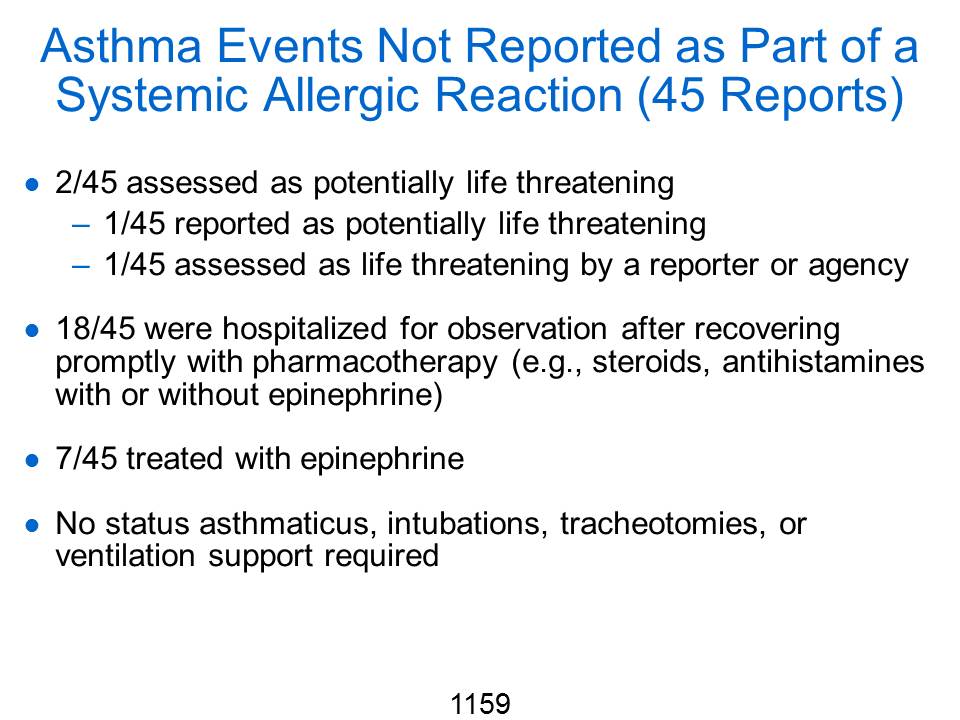 Asthma Events Not Reported as Part of a
Systemic Allergic Reaction (45 Reports)
● 2/45 assessed as potentially life threatening
– 1/45 reported as potentially life threatening
– 1/45 assessed as life threatening by a reporter or agency
● 18/45 were hospitalized for observation after recovering
promptly with pharmacotherapy (e.g., steroids, antihistamines
with or without epinephrine)
● 7/45 treated with epinephrine
● No status asthmaticus, intubations, tracheotomies, or
ventilation support required
1159